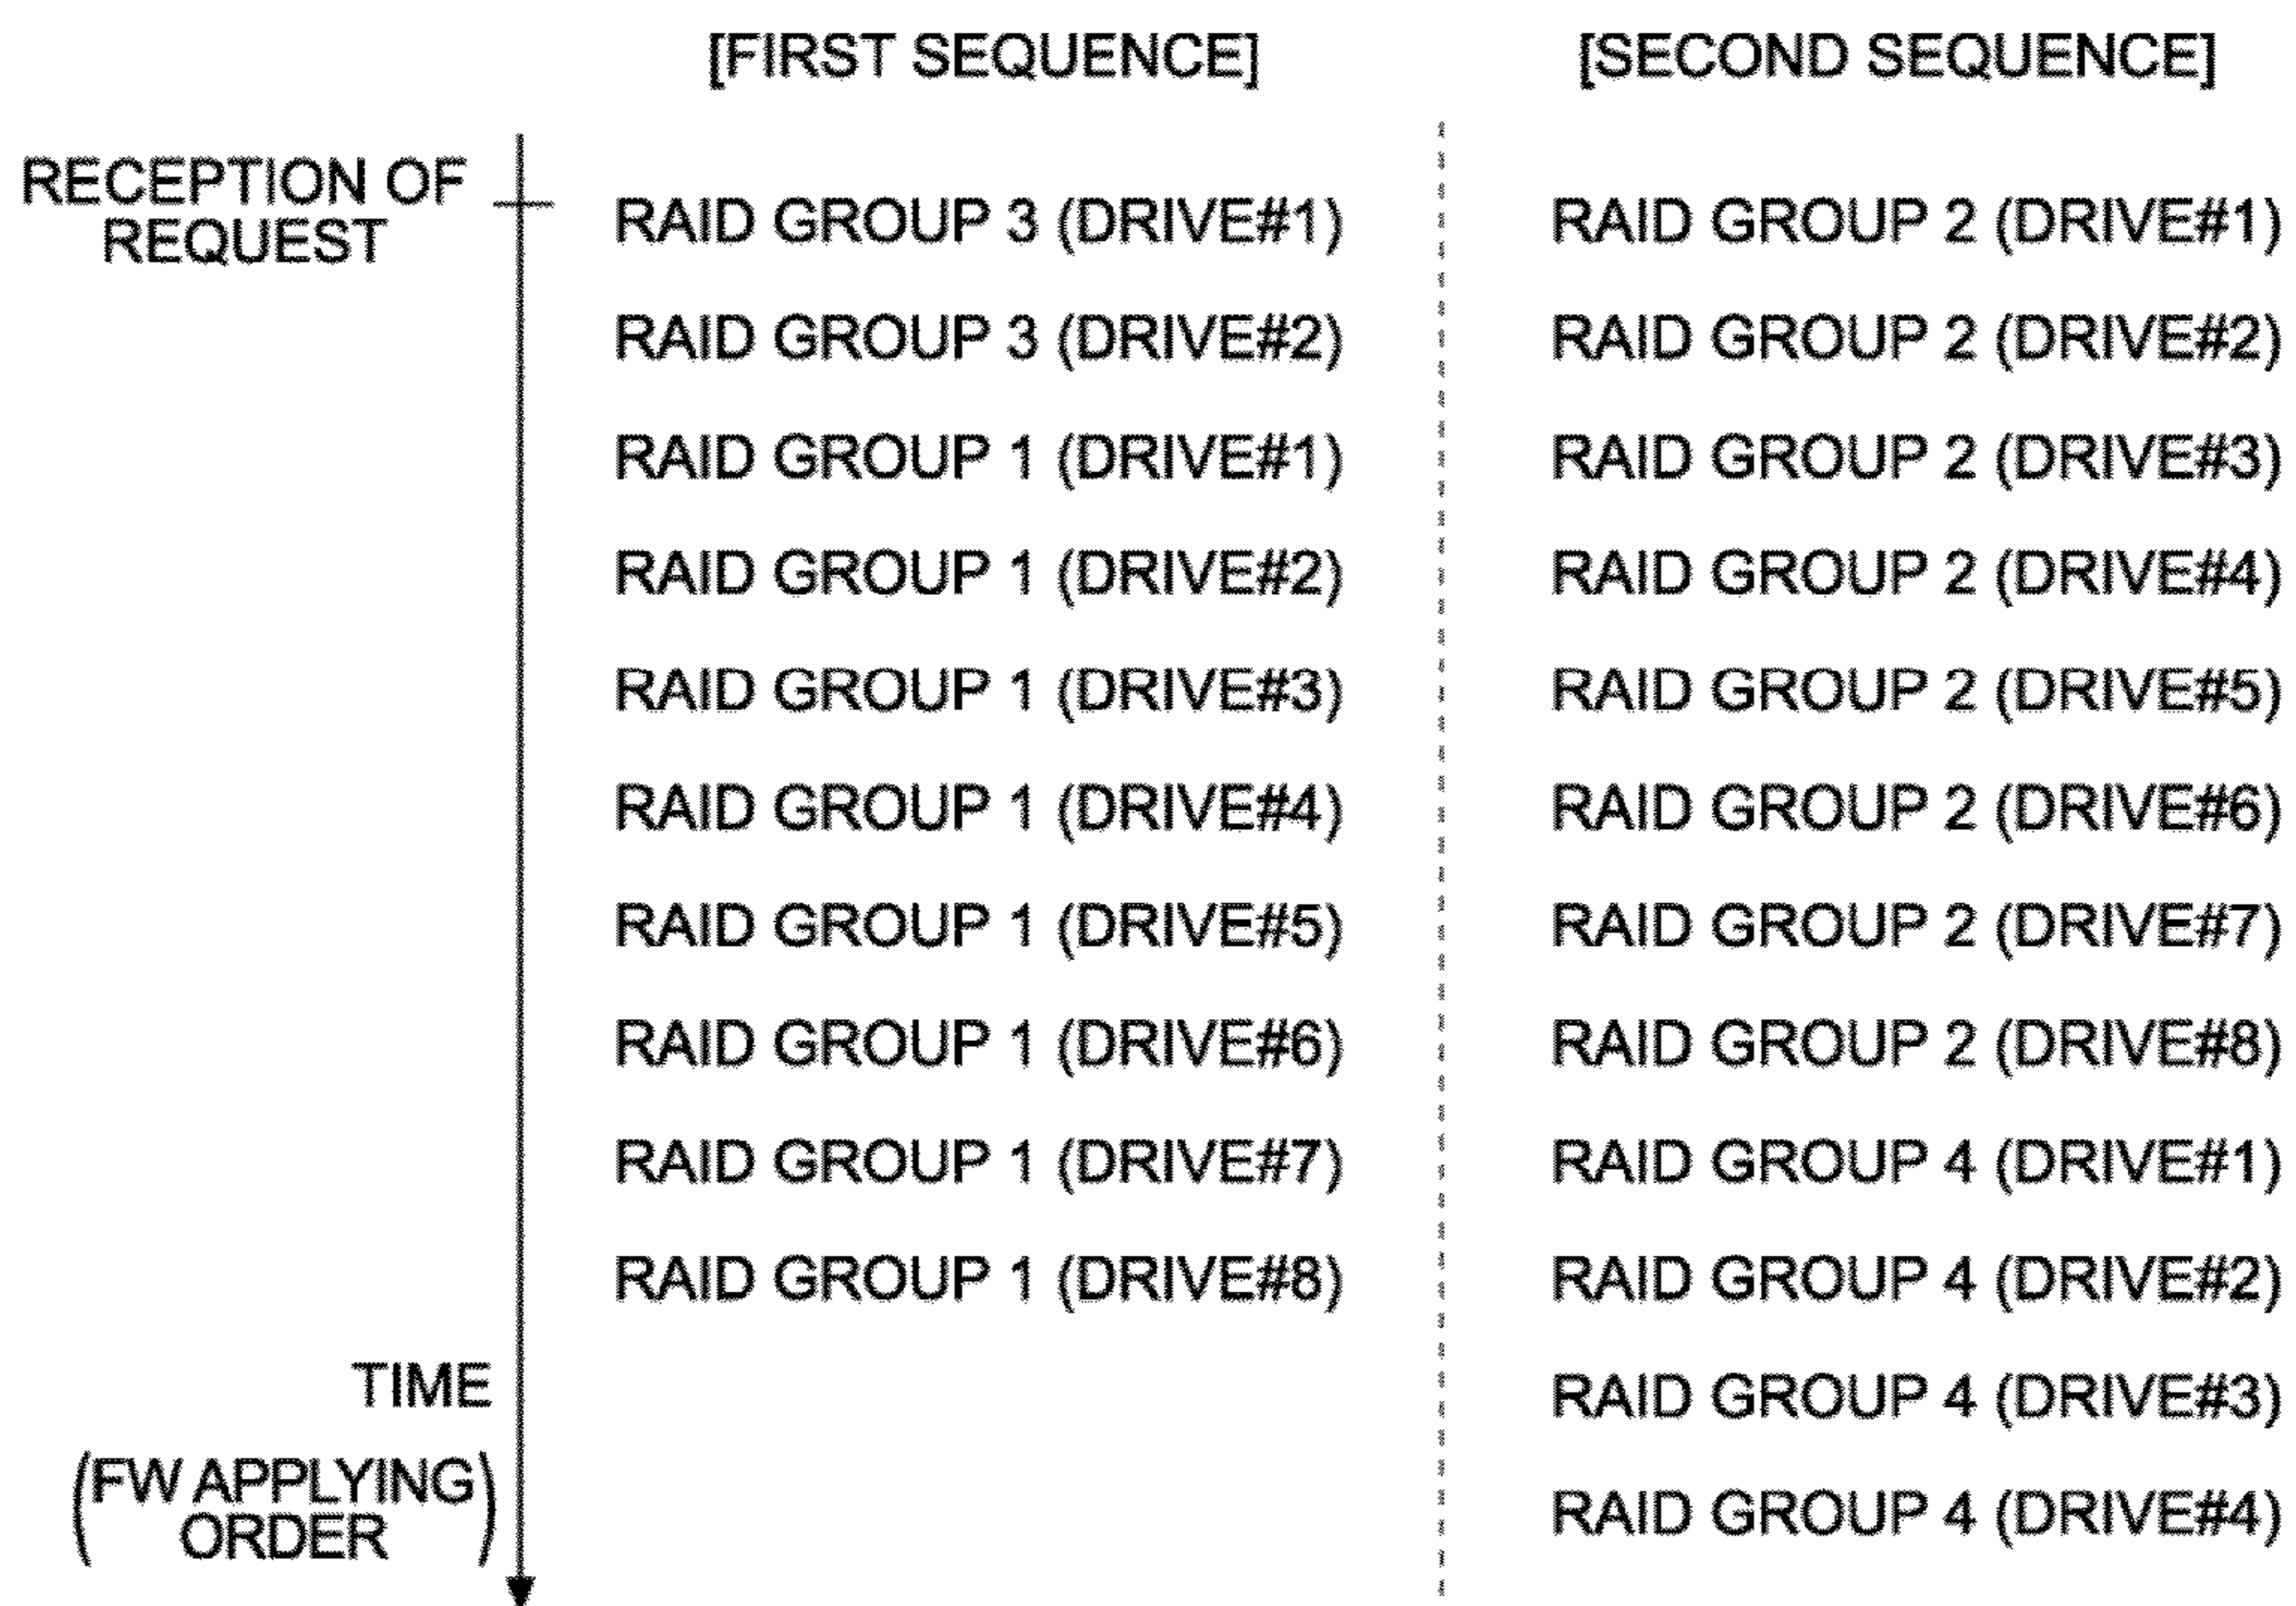 [FIRST SEQUENCE] [SECOND SEQUENCE]
RECEPTION OF
REQUEST
RAID GROUP 3 (DRIVE#1) RAID GROUP 2 (DRIVE#1)
RAID GROUP 3 (DRIVE#2) RAID GROUP 2 (DRIVE#2)
RAID GROUP 1 (DRIVE#1) RAID GROUP 2 (DRIVE#3)
RAID GROUP 1 (DRIVE#2) RAID GROUP 2 (DRIVE#4)
RAID GROUP 1 (DRIVE#3) RAID GROUP 2 (DRIVE#5)
RAID GROUP 1 (DRIVE#4) RAID GROUP 2 (DRIVE#6)
RAID GROUP 1 (DRIVE#5) RAID GROUP 2 (DRIVE#7)
RAID GROUP 1 (DRIVE#6) RAID GROUP 2 (DRIVE#8)
RAID GROUP 1 (DRIVE#7) RAID GROUP 4 (DRIVE#1)
RAID GROUP 1 (DRIVE#8) RAID GROUP 4 (DRIVE#2)
TIME RAID GROUP 4 (DRIVE#3)
(FW APPLYING
ORDER) RAID GROUP 4 (DRIVE#4)